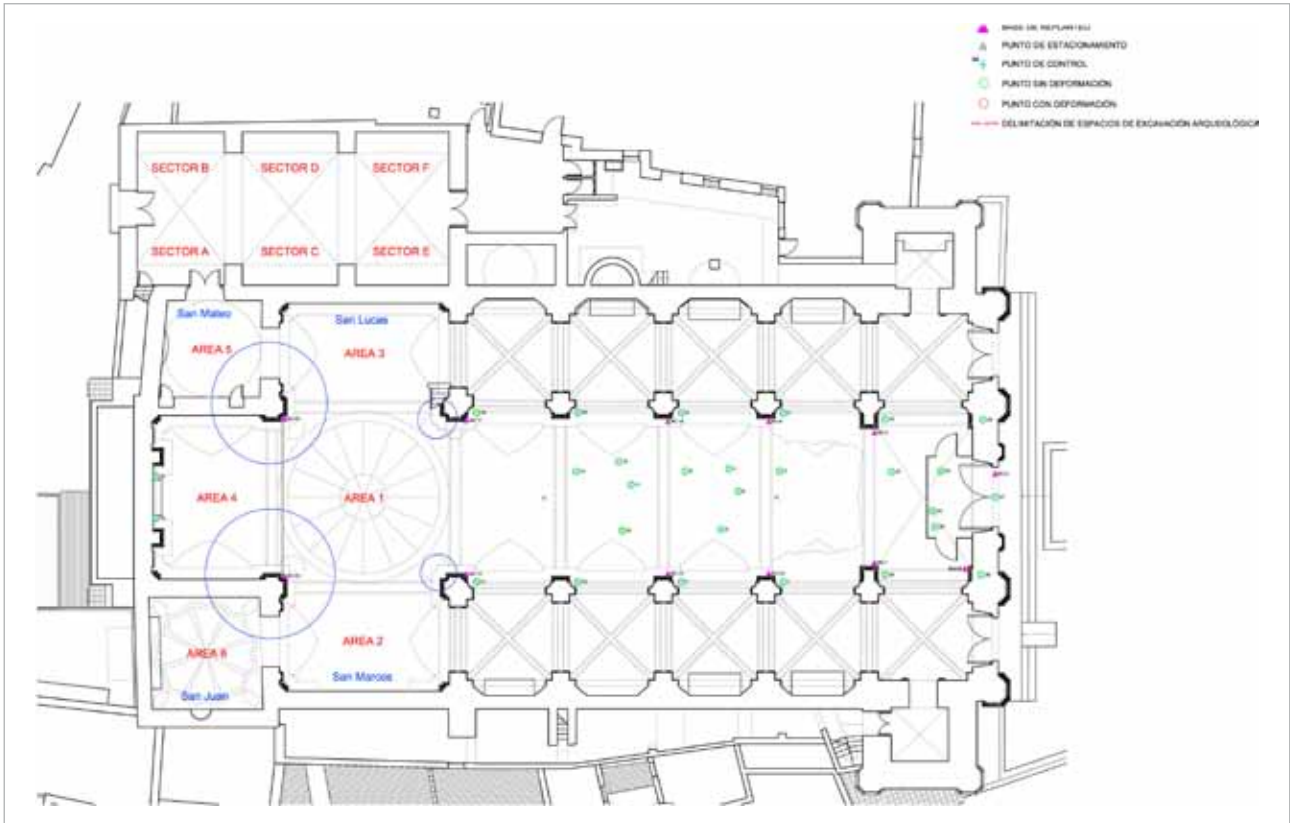 BASE DE REPLANTEO
PUNTO DE ESTACIONAMIENTO
PUNTO DE CONTROL
PUNTO SIN DEFORMACIÓN
PUNTO CON DEFORMACIÓN
DELIMITACIÓN DE ESPACIOS DE EXCAVACIÓN ARQUEOLÓGICA
SECTOR B SECTOR D SECTOR F
SECTOR A SECTOR C SECTOR E
San Mateo San Lucas
AREA 5 AREA 3
AREA 4 AREA 1
AREA 6 AREA 2
San Juan San Marcos